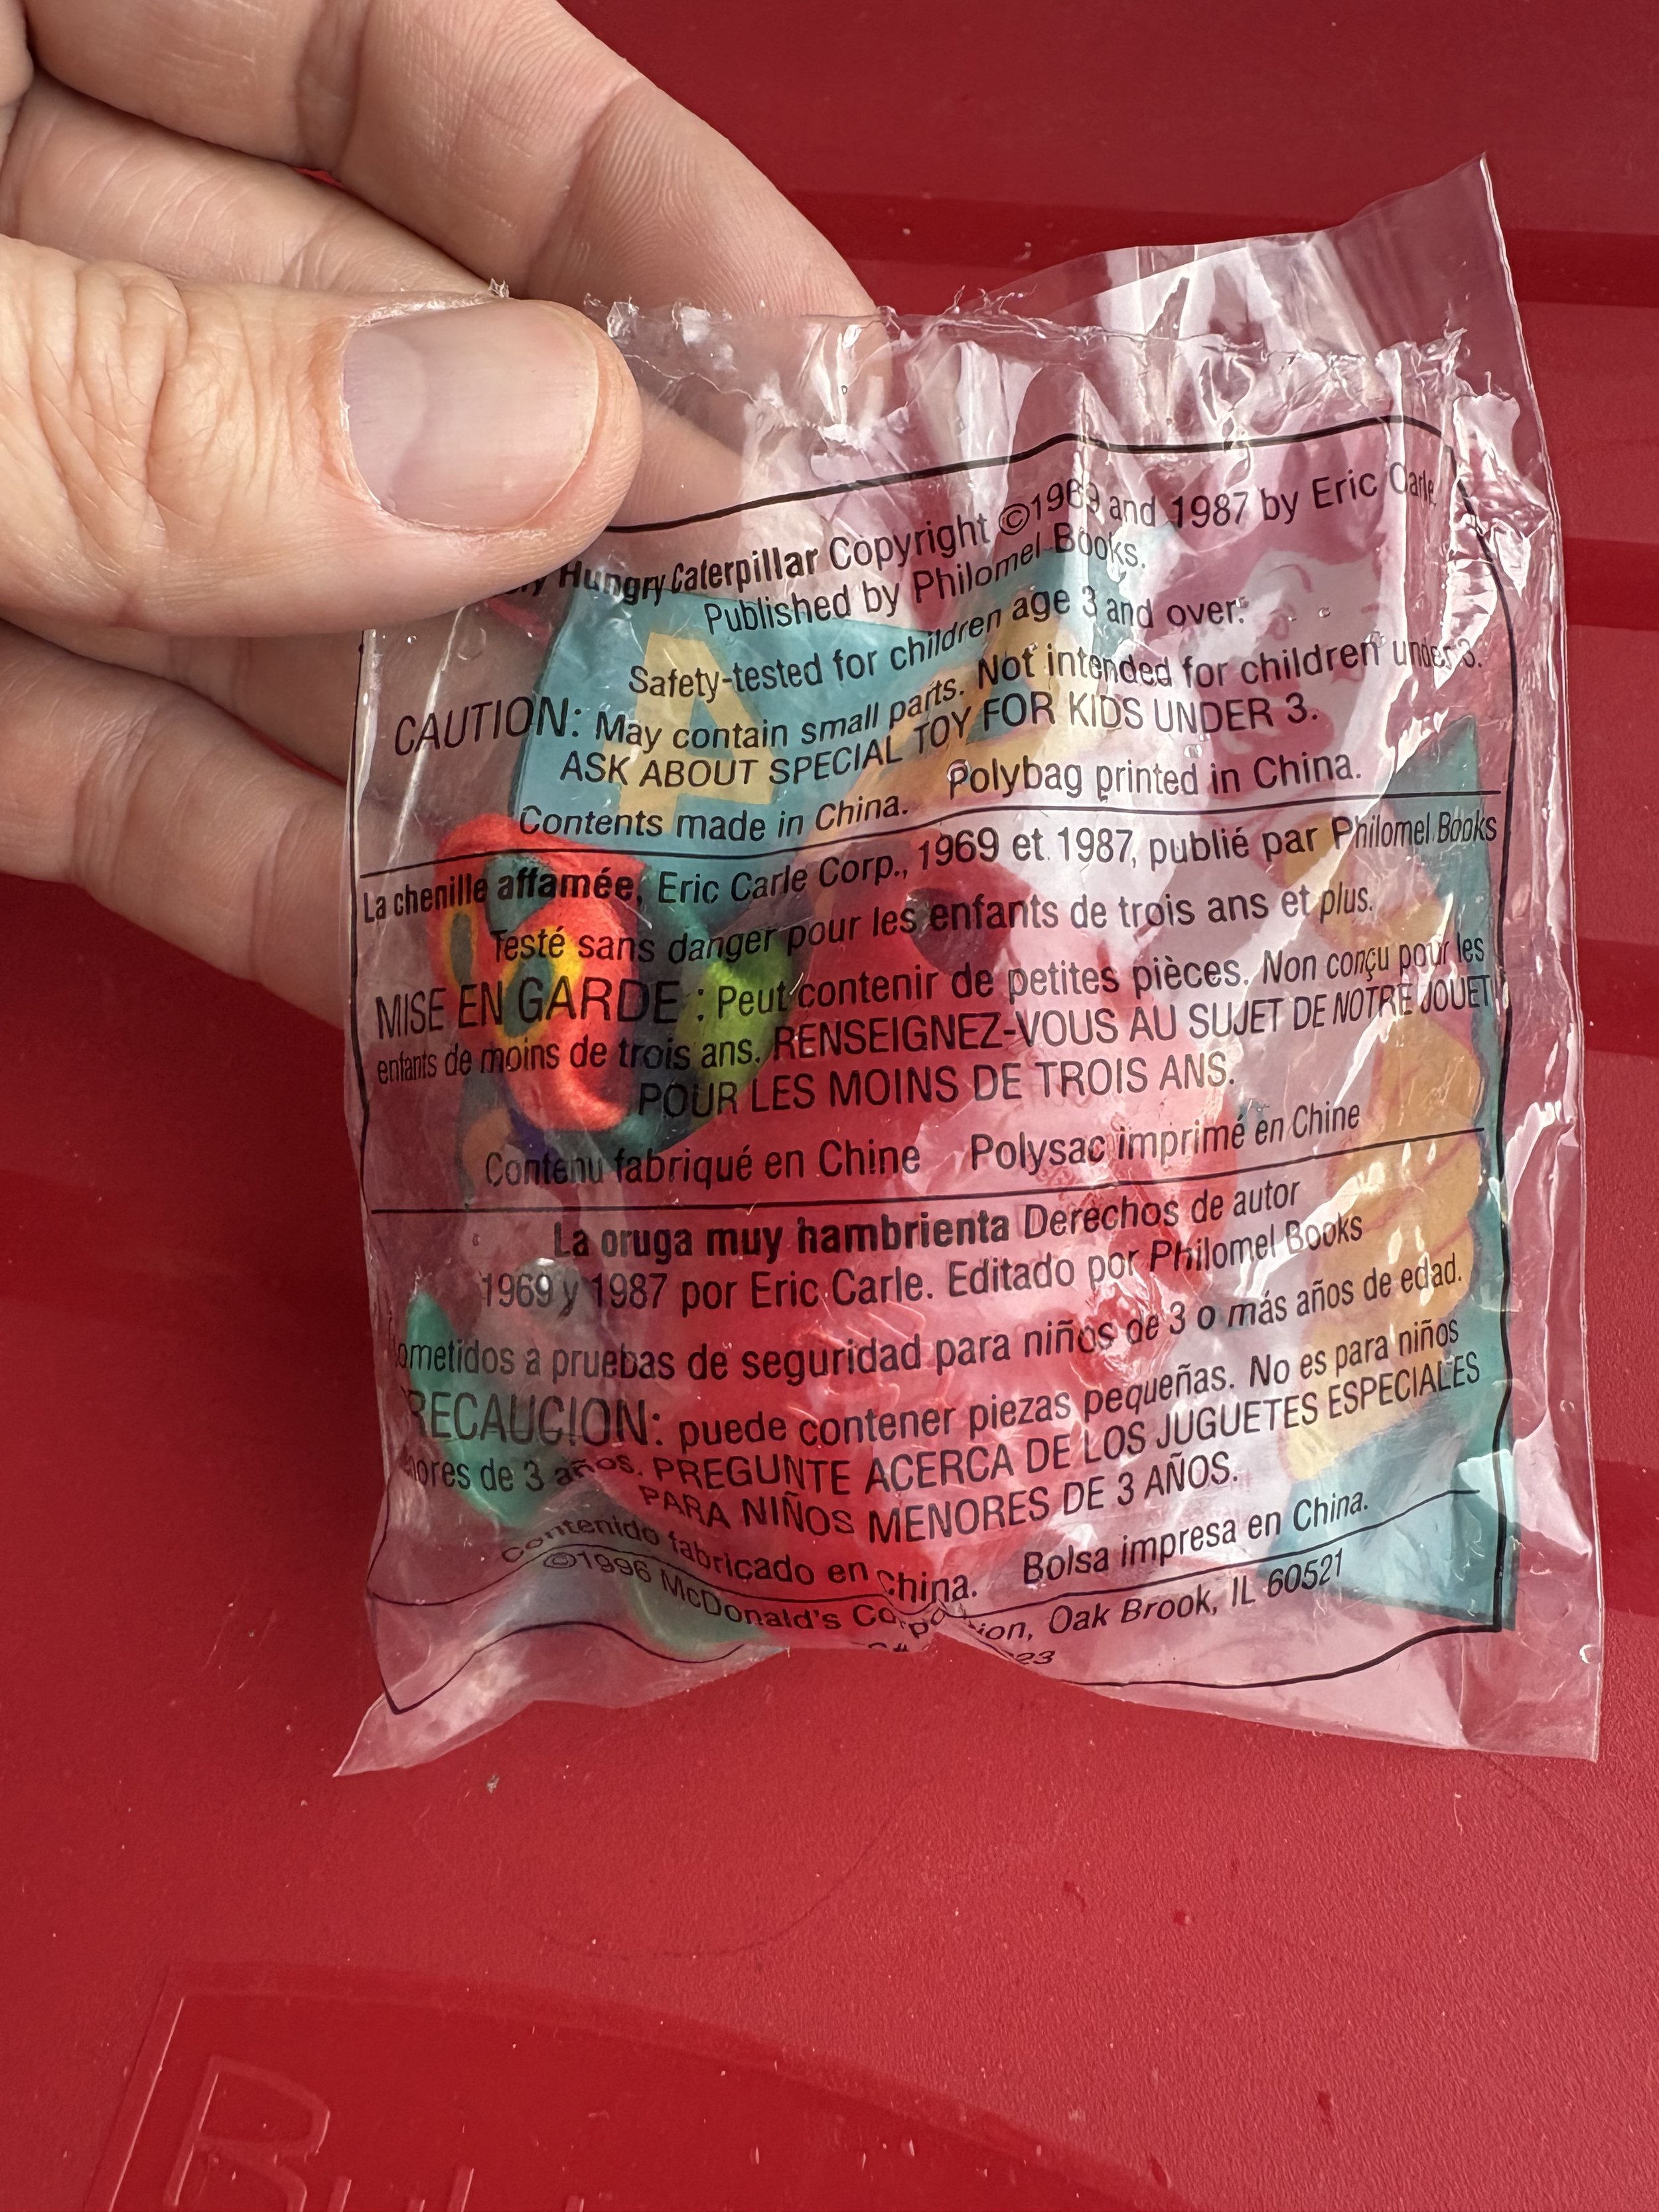 Hungry Caterpillar Copyright ©1969 and 1987 by Eric Carle
Published by Philomel Books.
Safety-tested for children age 3 and over.
CAUTION: May contain small parts. Not intended for children under 3.
ASK ABOUT SPECIAL TOY FOR KIDS UNDER 3.
Contents made in China. Polybag printed in China.
La chenille affamée, Eric Carle Corp., 1969 et 1987, publié par Philomel Books
Testé sans danger pour les enfants de trois ans et plus.
MISE EN GARDE : Peut contenir de petites pièces. Non conçu pour les
enfants de moins de trois ans. RENSEIGNEZ-VOUS AU SUJET DE NOTRE JOUET
POUR LES MOINS DE TROIS ANS.
Contenu fabriqué en Chine Polysac imprimé en Chine
La oruga muy hambrienta Derechos de autor
1969 y 1987 por Eric Carle. Editado por Philomel Books
ometidos a pruebas de seguridad para niños de 3 o más años de edad.
RECAUCION: puede contener piezas pequeñas. No es para niños
ores de 3 años. PREGUNTE ACERCA DE LOS JUGUETES ESPECIALES
PARA NIÑOS MENORES DE 3 AÑOS.
Contenido fabricado en China. Bolsa impresa en China.
©1996 McDonald's Corporation, Oak Brook, IL 60521
4